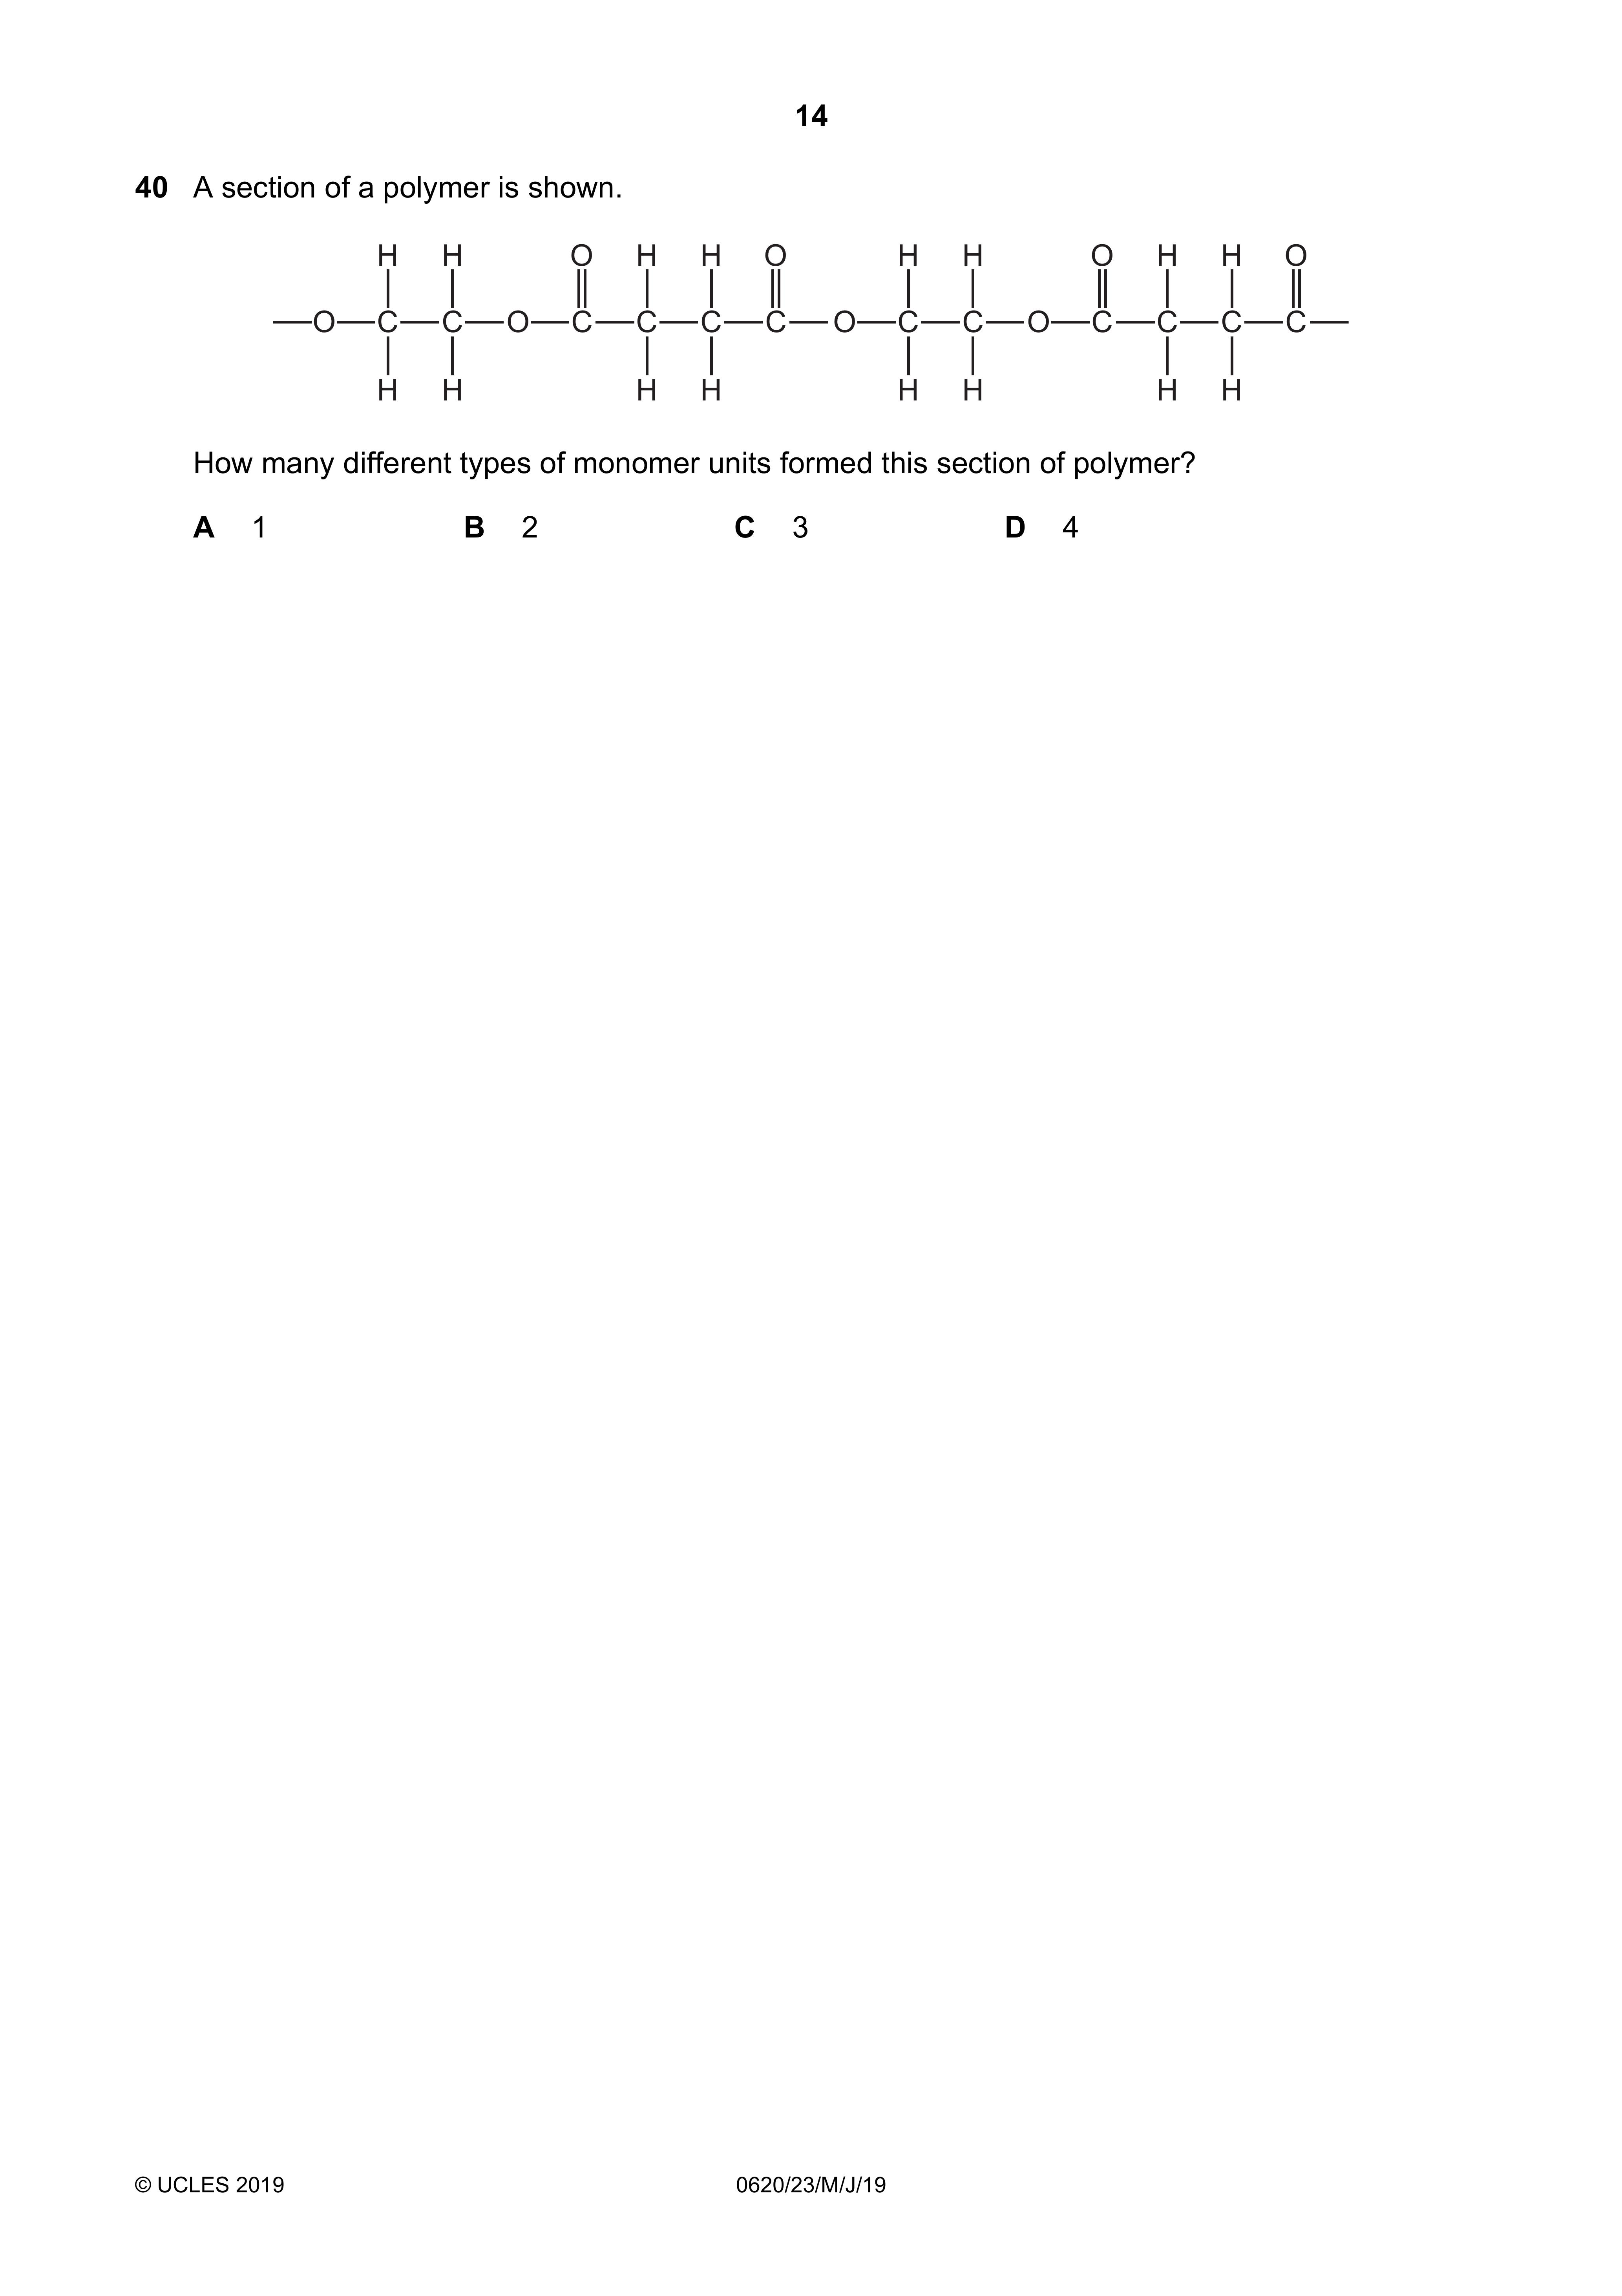 14
40 A section of a polymer is shown.
H H O H H O H H O H H O
O C C O C C C C O C C O C C C C
H H H H H H H H
How many different types of monomer units formed this section of polymer?
A 1 B 2 C 3 D 4
© UCLES 2019 0620/23/M/J/19